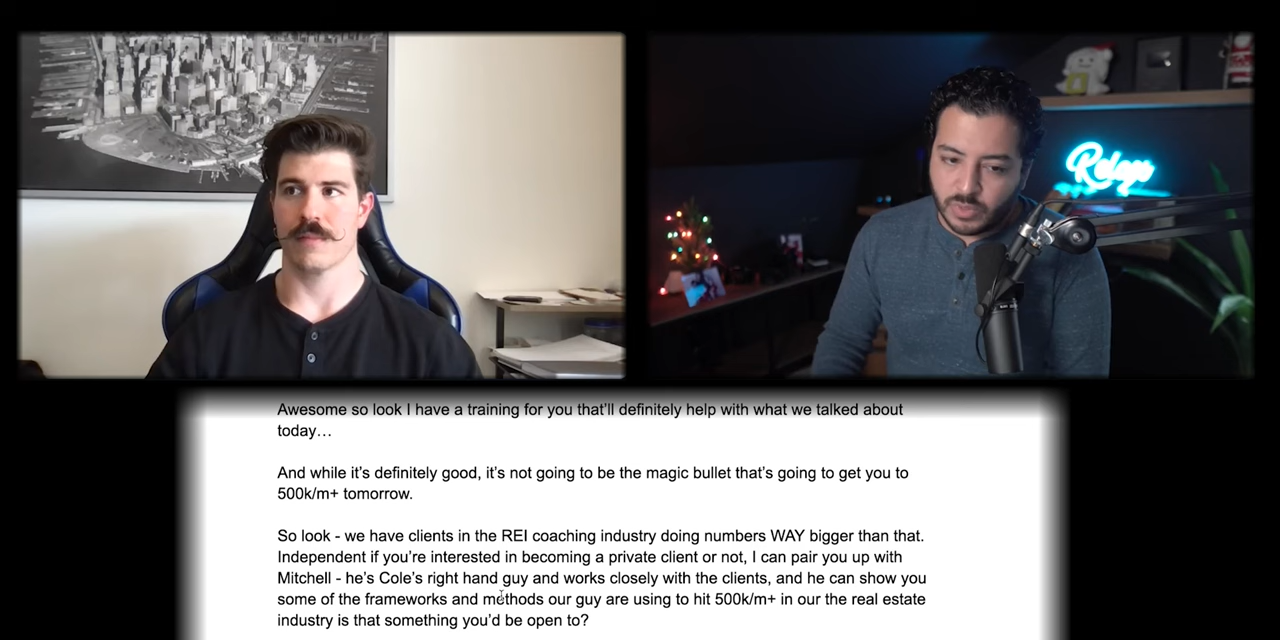 Relago
Awesome so look I have a training for you that'll definitely help with what we talked about
today…
And while it's definitely good, it's not going to be the magic bullet that's going to get you to
500k/m+ tomorrow.
So look - we have clients in the REI coaching industry doing numbers WAY bigger than that.
Independent if you're interested in becoming a private client or not, I can pair you up with
Mitchell - he's Cole's right hand guy and works closely with the clients, and he can show you
some of the frameworks and methods our guy are using to hit 500k/m+ in our the real estate
industry is that something you'd be open to?